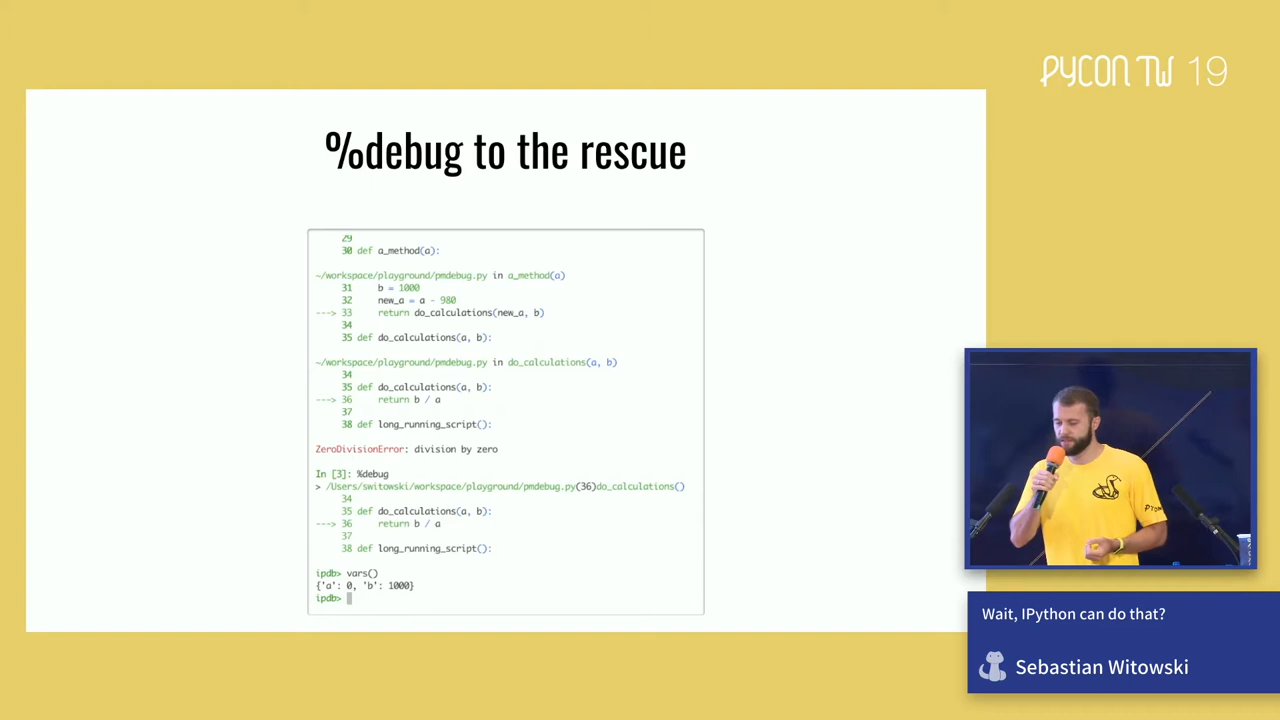 PYCON TW 19
%debug to the rescue
29
30 def a_method(a):
~/workspace/playground/pmdebug.py in a_method(a)
31 b = 1000
32 new_a = a - 980
---> 33 return do_calculations(new_a, b)
34
35 def do_calculations(a, b):
~/workspace/playground/pmdebug.py in do_calculations(a, b)
34
35 def do_calculations(a, b):
---> 36 return b / a
37
38 def long_running_script():
ZeroDivisionError: division by zero
In [3]: %debug
> /Users/switowski/workspace/playground/pmdebug.py(36)do_calculations()
34
35 def do_calculations(a, b):
---> 36 return b / a
37
38 def long_running_script():
ipdb> vars()
{'a': 0, 'b': 1000}
ipdb>
Wait, IPython can do that?
Sebastian Witowski